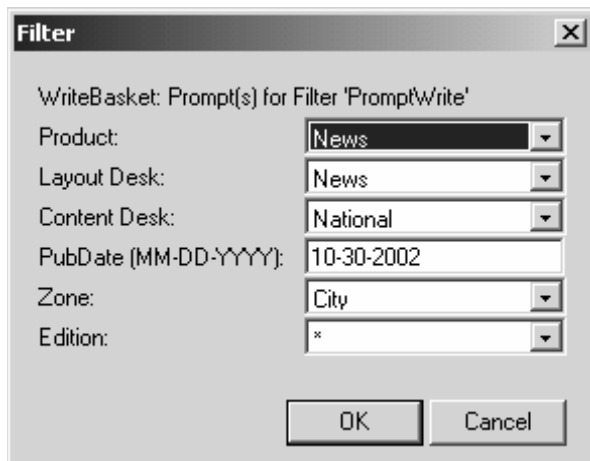 Filter
WriteBasket: Prompt(s) for Filter 'PromptWrite'
Product: News
Layout Desk: News
Content Desk: National
PubDate (MM-DD-YYYY): 10-30-2002
Zone: City
Edition: *
OK Cancel